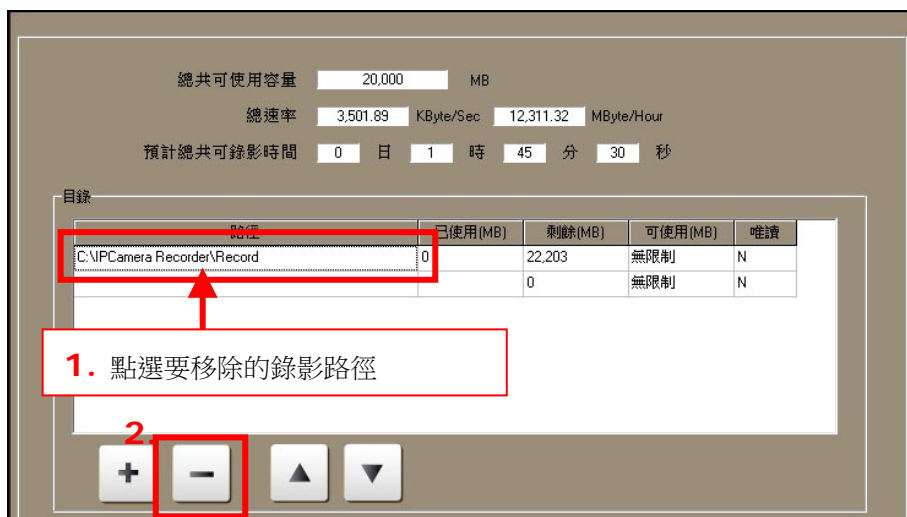 總共可使用容量 20,000 MB
總速率 3,501.89 KByte/Sec 12,311.32 MByte/Hour
預計總共可錄影時間 0 日 1 時 45 分 30 秒
目錄
路徑 已使用(MB) 剩餘(MB) 可使用(MB) 唯讀
C:\IPCamera Recorder\Record 0 22,203 無限制 N
0 無限制 N
1. 點選要移除的錄影路徑
2.